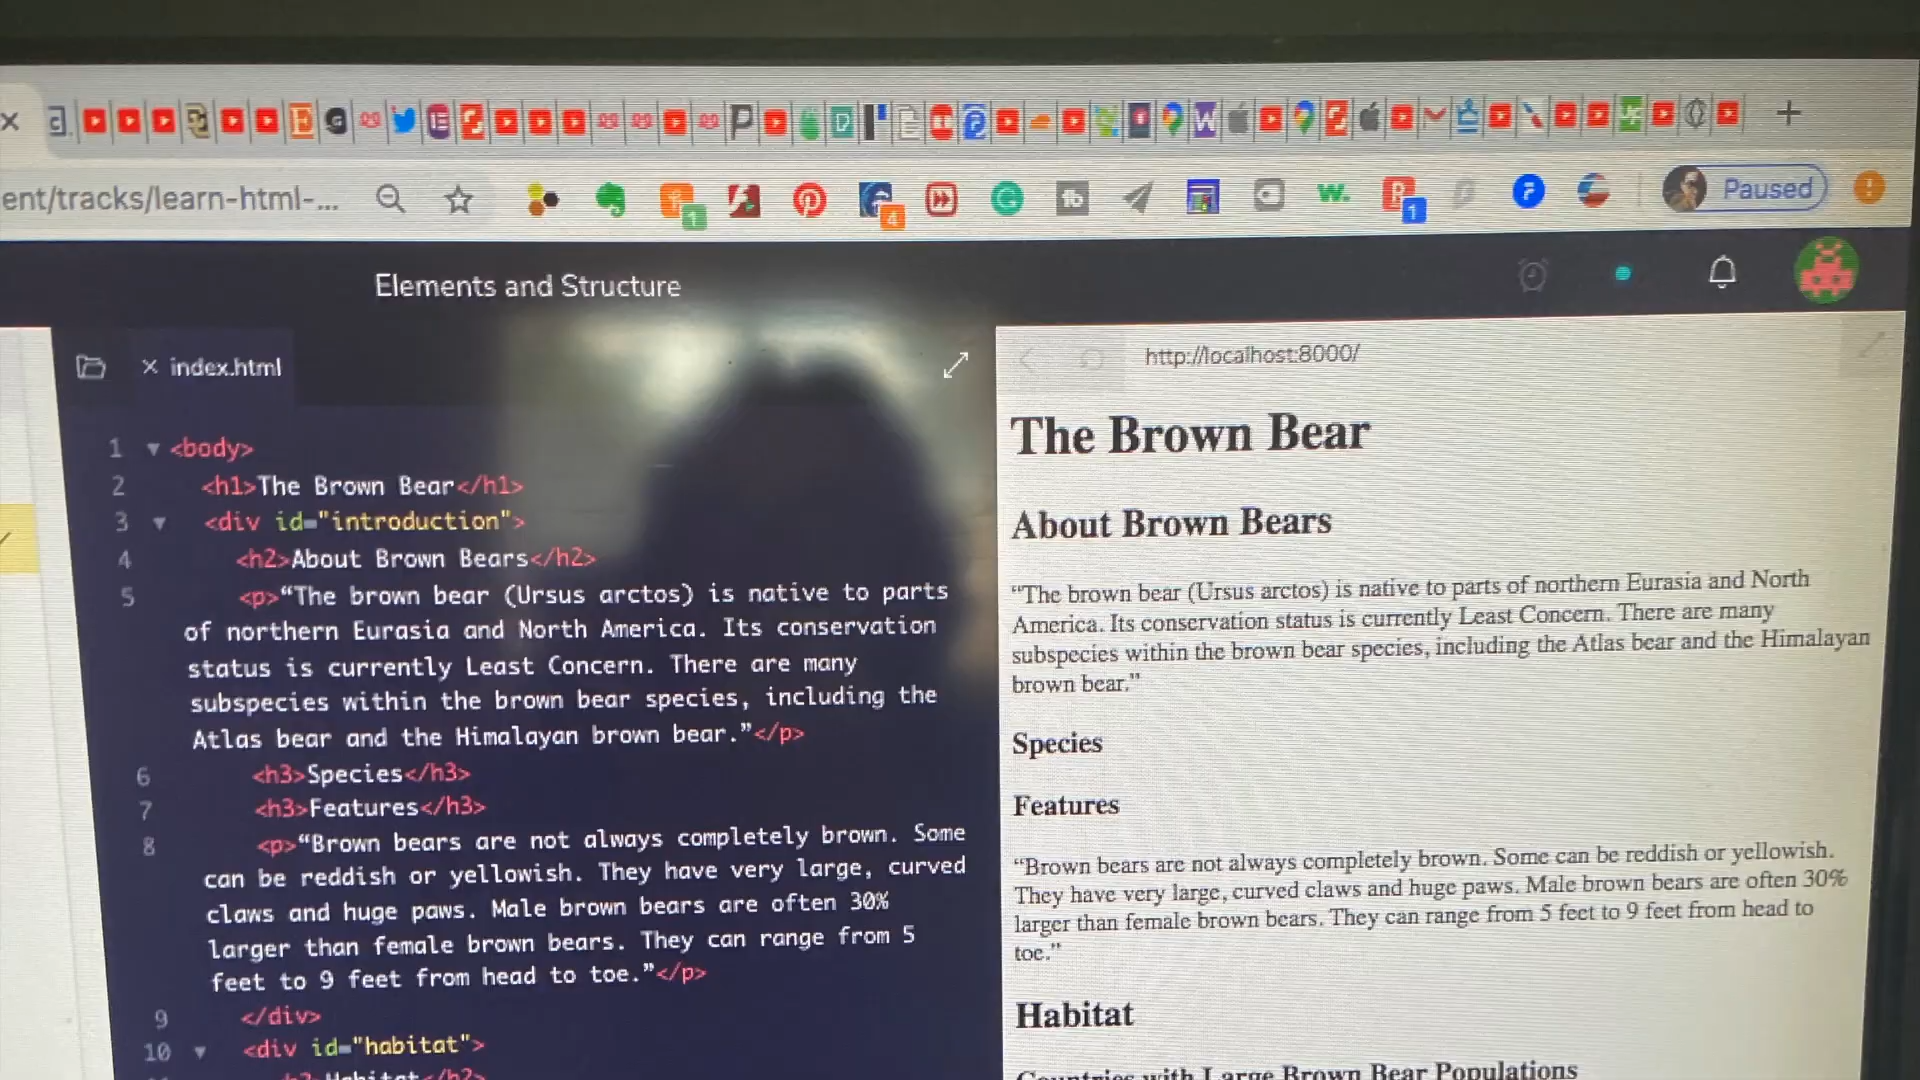 ent/tracks/learn-html-...
Paused
Elements and Structure
index.html
http://localhost:8000/
1 <body>
2 <h1>The Brown Bear</h1>
3 <div id="introduction">
4 <h2>About Brown Bears</h2>
5 <p>“The brown bear (Ursus arctos) is native to parts
of northern Eurasia and North America. Its conservation
status is currently Least Concern. There are many
subspecies within the brown bear species, including the
Atlas bear and the Himalayan brown bear.”</p>
6 <h3>Species</h3>
7 <h3>Features</h3>
8 <p>“Brown bears are not always completely brown. Some
can be reddish or yellowish. They have very large, curved
claws and huge paws. Male brown bears are often 30%
larger than female brown bears. They can range from 5
feet to 9 feet from head to toe.”</p>
9 </div>
10 <div id="habitat">
<h2>Habitat</h2>
The Brown Bear
About Brown Bears
“The brown bear (Ursus arctos) is native to parts of northern Eurasia and North
America. Its conservation status is currently Least Concern. There are many
subspecies within the brown bear species, including the Atlas bear and the Himalayan
brown bear.”
Species
Features
“Brown bears are not always completely brown. Some can be reddish or yellowish.
They have very large, curved claws and huge paws. Male brown bears are often 30%
larger than female brown bears. They can range from 5 feet to 9 feet from head to
toe.”
Habitat
Countries with Large Brown Bear Populations